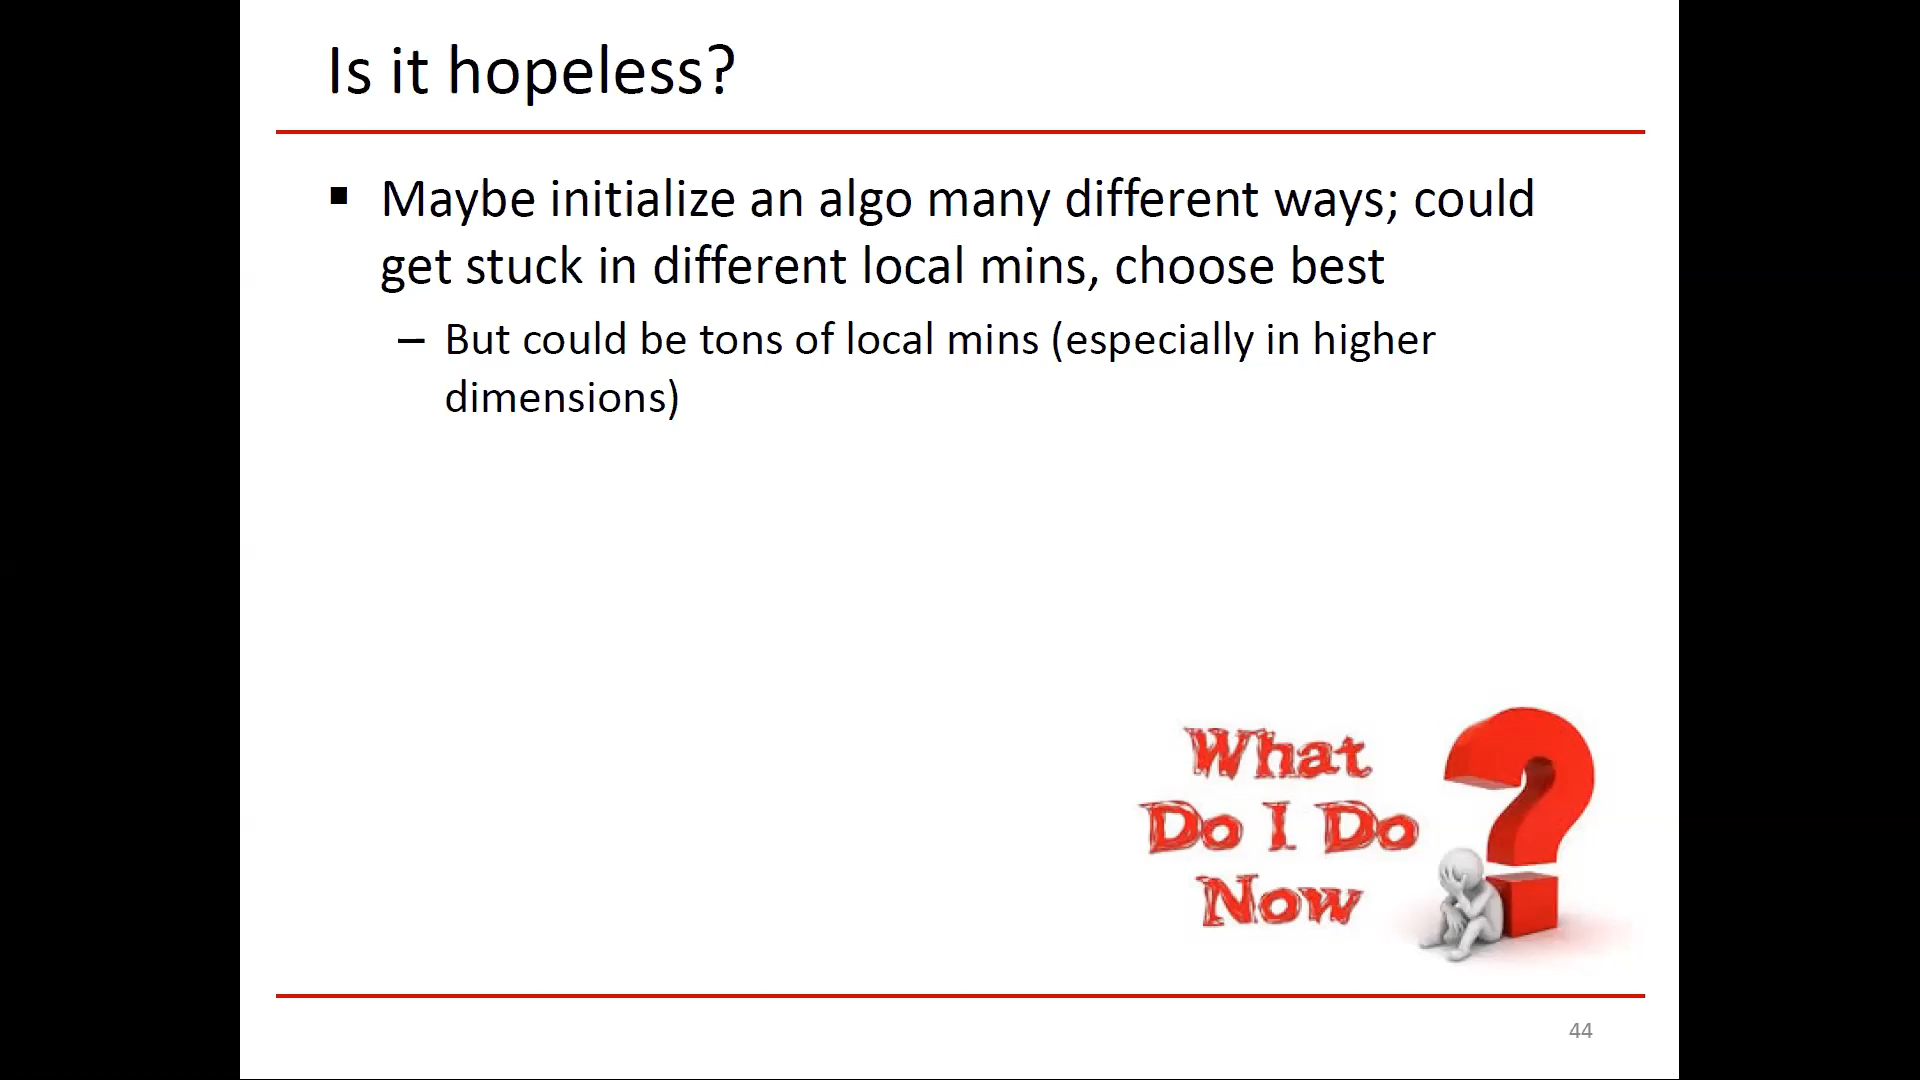 Is it hopeless?
▪ Maybe initialize an algo many different ways; could
get stuck in different local mins, choose best
– But could be tons of local mins (especially in higher
dimensions)
What
Do I Do
Now
?
44